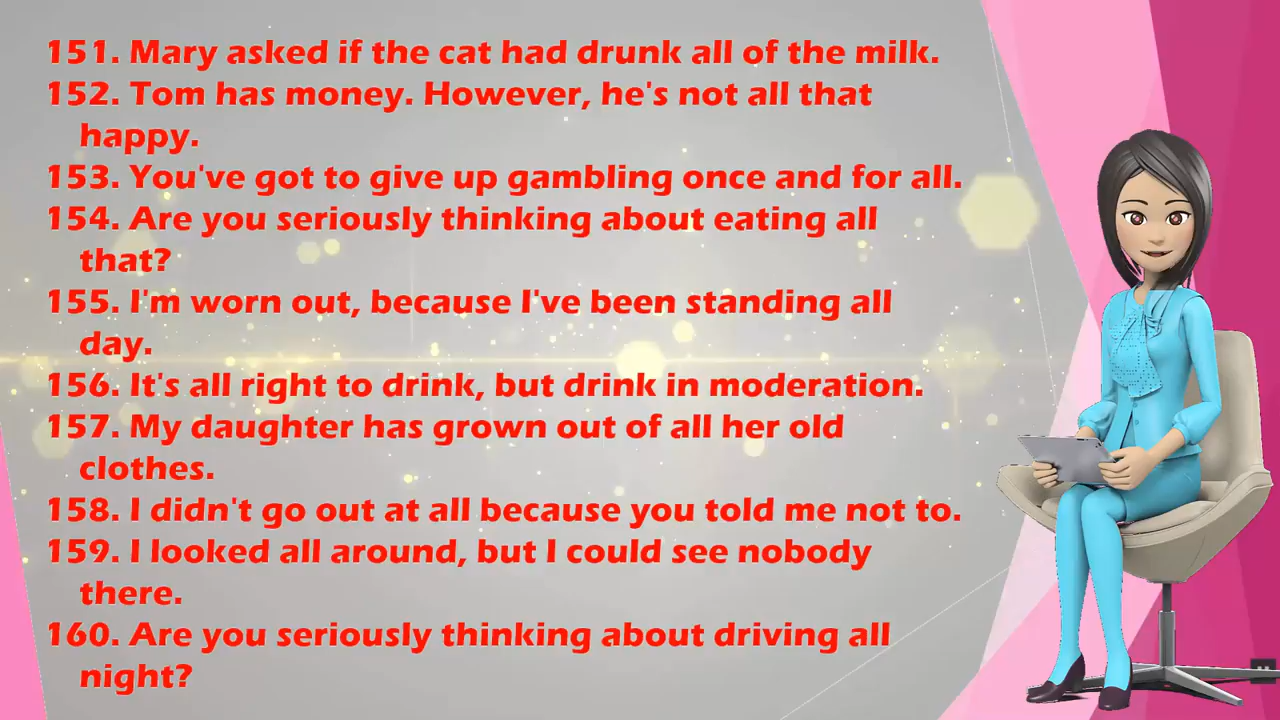 151. Mary asked if the cat had drunk all of the milk.
152. Tom has money. However, he's not all that
happy.
153. You've got to give up gambling once and for all.
154. Are you seriously thinking about eating all
that?
155. I'm worn out, because I've been standing all
day.
156. It's all right to drink, but drink in moderation.
157. My daughter has grown out of all her old
clothes.
158. I didn't go out at all because you told me not to.
159. I looked all around, but I could see nobody
there.
160. Are you seriously thinking about driving all
night?